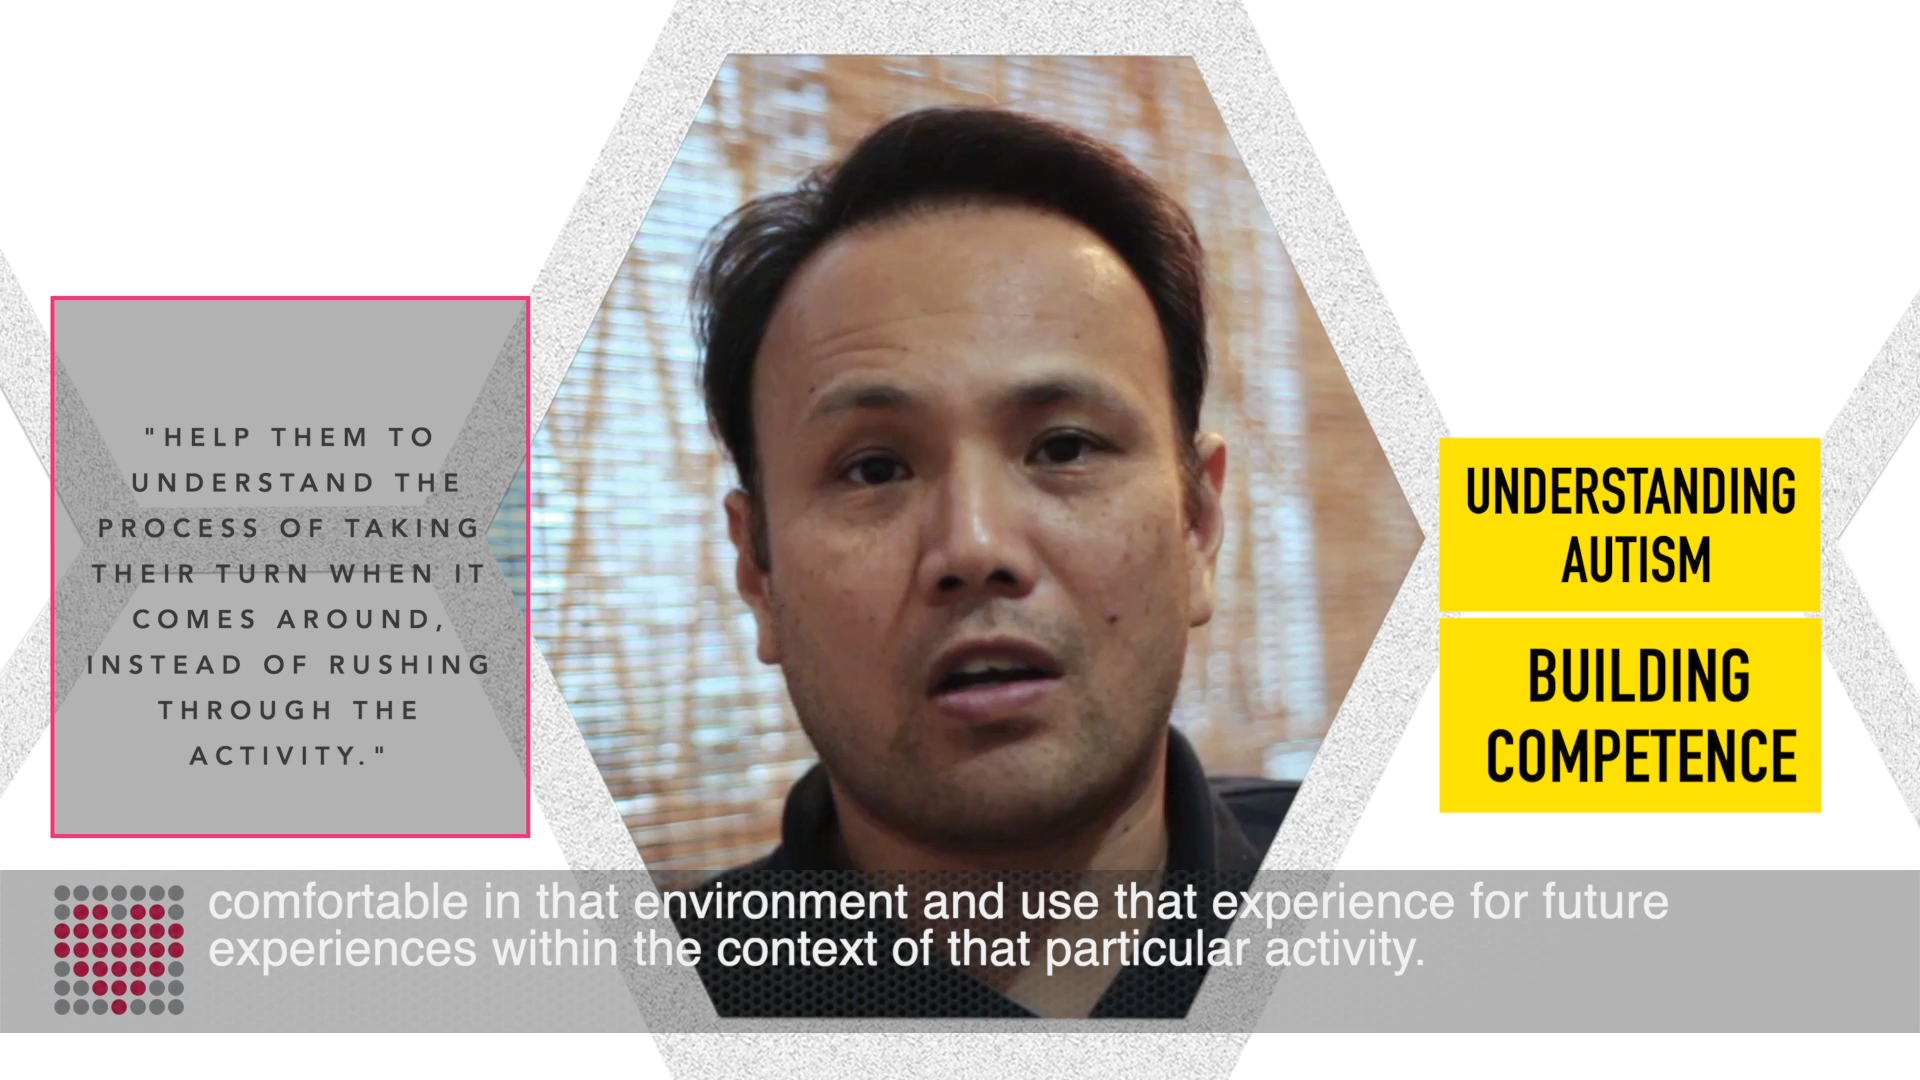 "HELP THEM TO
UNDERSTAND THE
PROCESS OF TAKING
THEIR TURN WHEN IT
COMES AROUND,
INSTEAD OF RUSHING
THROUGH THE
ACTIVITY."
UNDERSTANDING
AUTISM
BUILDING
COMPETENCE
comfortable in that environment and use that experience for future
experiences within the context of that particular activity.